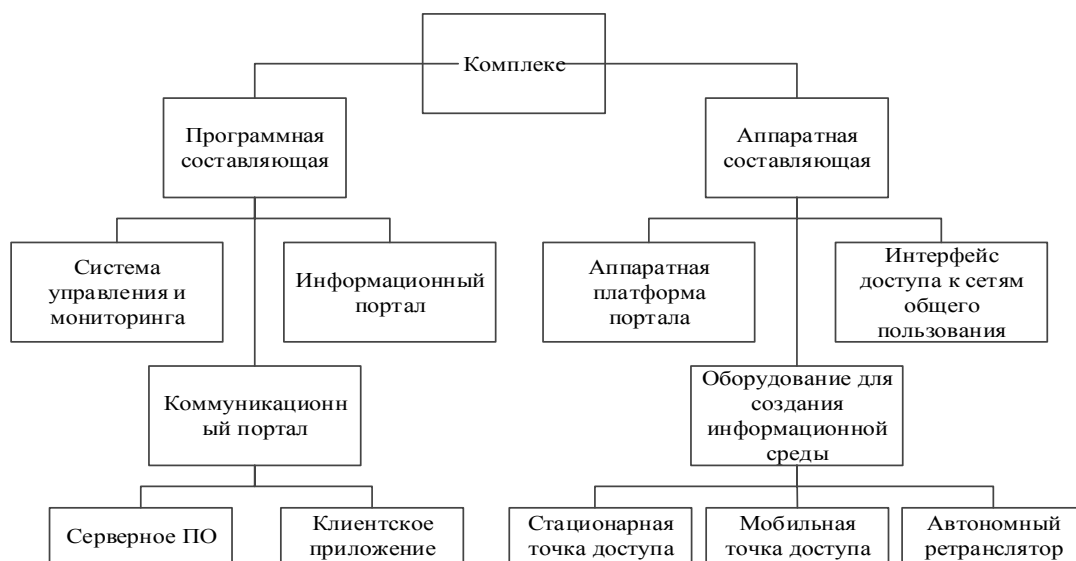 Комплекс
Программная
составляющая
Аппаратная
составляющая
Система
управления и
мониторинга
Информационный
портал
Аппаратная
платформа
портала
Интерфейс
доступа к сетям
общего
пользования
Коммуникационн
ый портал
Оборудование для
создания
информационной
среды
Серверное ПО
Клиентское
приложение
Стационарная
точка доступа
Мобильная
точка доступа
Автономный
ретранслятор